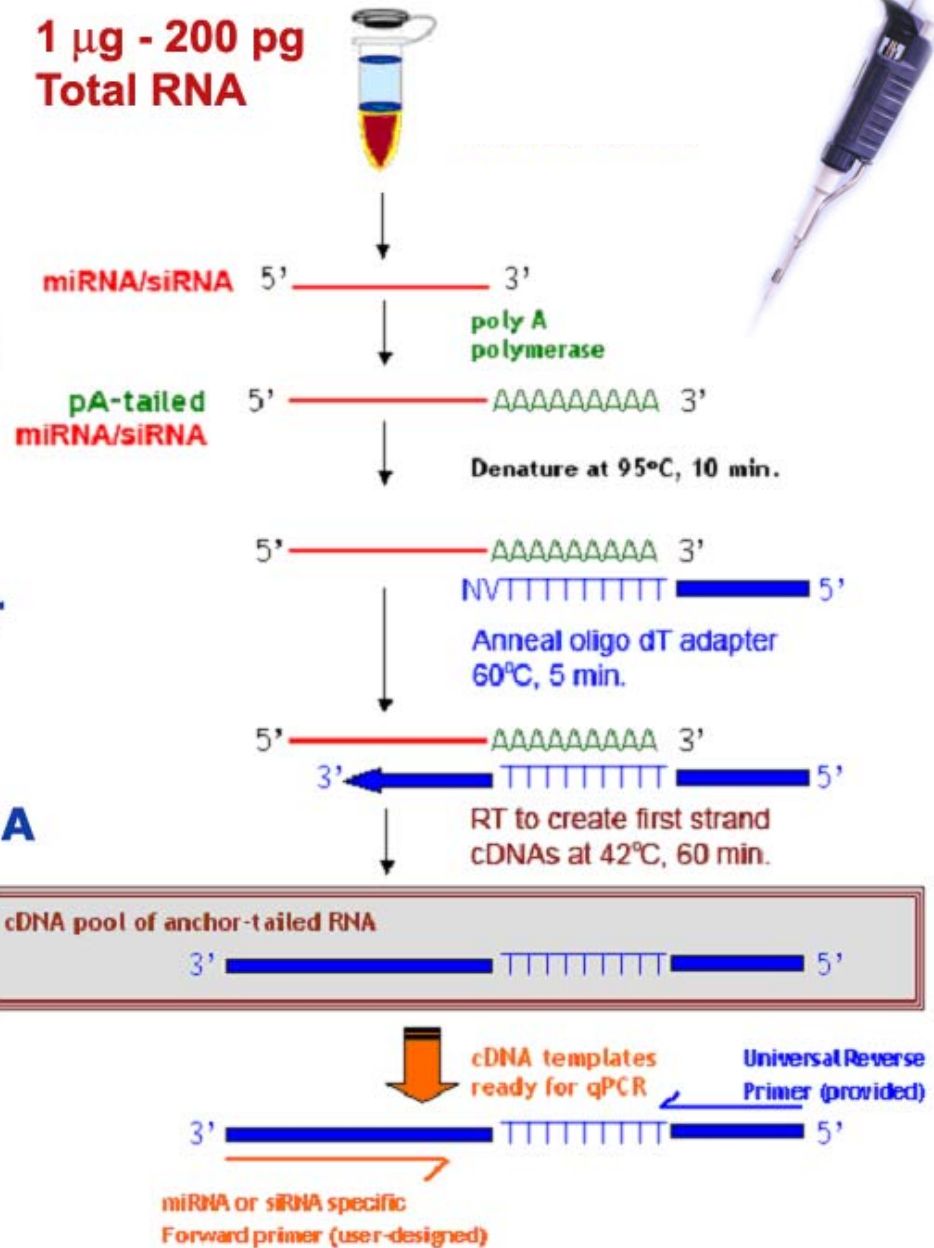 1 μg - 200 pg
Total RNA
miRNA/siRNA 5' 3'
poly A
polymerase
pA-tailed
miRNA/siRNA
5' AAAAAAAAA 3'
Denature at 95°C, 10 min.
5' AAAAAAAAA 3'
NVTTTTTTTTT 5'
Anneal oligo dT adapter
60°C, 5 min.
5' AAAAAAAAA 3'
3' TTTTTTTTT 5'
A
RT to create first strand
cDNAs at 42°C, 60 min.
cDNA pool of anchor-tailed RNA
3' TTTTTTTTT 5'
cDNA templates
ready for qPCR
Universal Reverse
Primer (provided)
3' TTTTTTTTT 5'
miRNA or siRNA specific
Forward primer (user-designed)